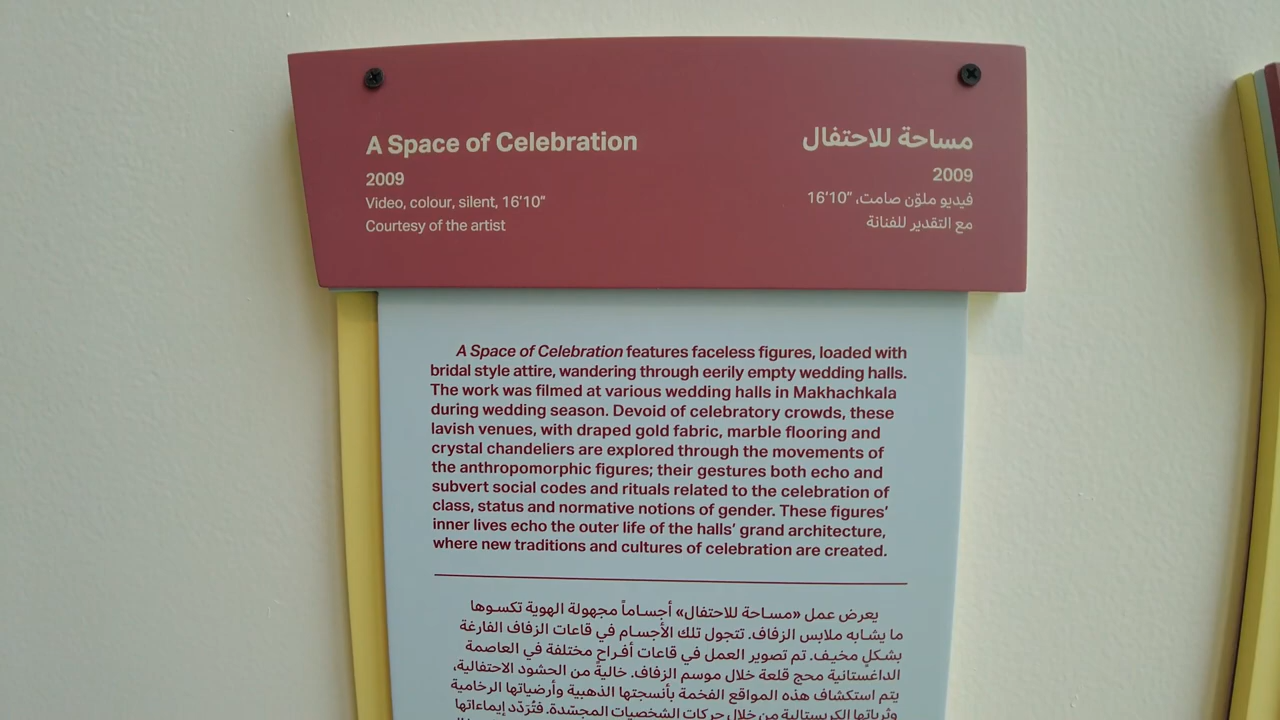 A Space of Celebration
2009
Video, colour, silent, 16'10"
Courtesy of the artist
مساحة للاحتفال
2009
فيديو ملوّن صامت، 16'10"
مع التقدير للفنانة
A Space of Celebration features faceless figures, loaded with
bridal style attire, wandering through eerily empty wedding halls.
The work was filmed at various wedding halls in Makhachkala
during wedding season. Devoid of celebratory crowds, these
lavish venues, with draped gold fabric, marble flooring and
crystal chandeliers are explored through the movements of
the anthropomorphic figures; their gestures both echo and
subvert social codes and rituals related to the celebration of
class, status and normative notions of gender. These figures'
inner lives echo the outer life of the halls' grand architecture,
where new traditions and cultures of celebration are created.
يعرض عمل «مساحة للاحتفال» أجساماً مجهولة الهوية تكسوها
ما يشابه ملابس الزفاف. تتجول تلك الأجسام في قاعات الزفاف الفارغة
بشكلٍ مخيف. تم تصوير العمل في قاعات أفراح مختلفة في العاصمة
الداغستانية محج قلعة خلال موسم الزفاف. خاليةً من الحشود الاحتفالية،
يتم استكشاف هذه المواقع الفخمة بأنسجتها الذهبية وأرضياتها الرخامية
وثرياتها الكريستالية من خلال حركات الشخصيات المجسّدة. فتُردّد إيماءاتها